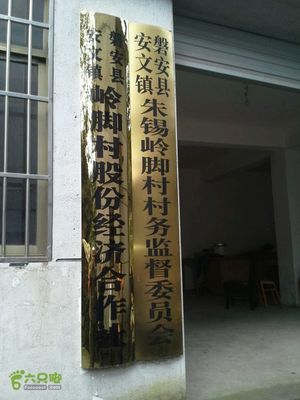 磐安县
安文镇
朱锡岭脚村村务监督委员会
磐安县
安文镇
岭脚村股份经济合作社
六只脚